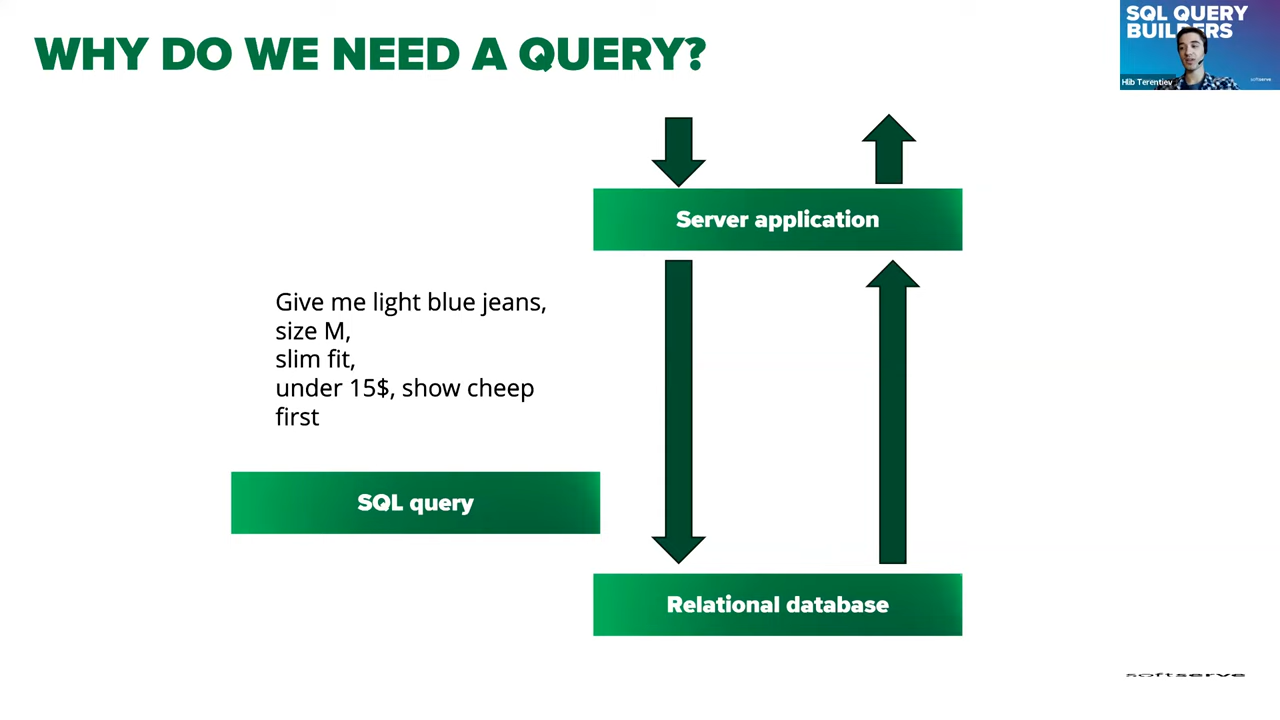 WHY DO WE NEED A QUERY?
SQL QUERY
BUILDERS
Hlib Terentiev
softserve
Server application
Give me light blue jeans,
size M,
slim fit,
under 15$, show cheep
first
SQL query
Relational database
softserve